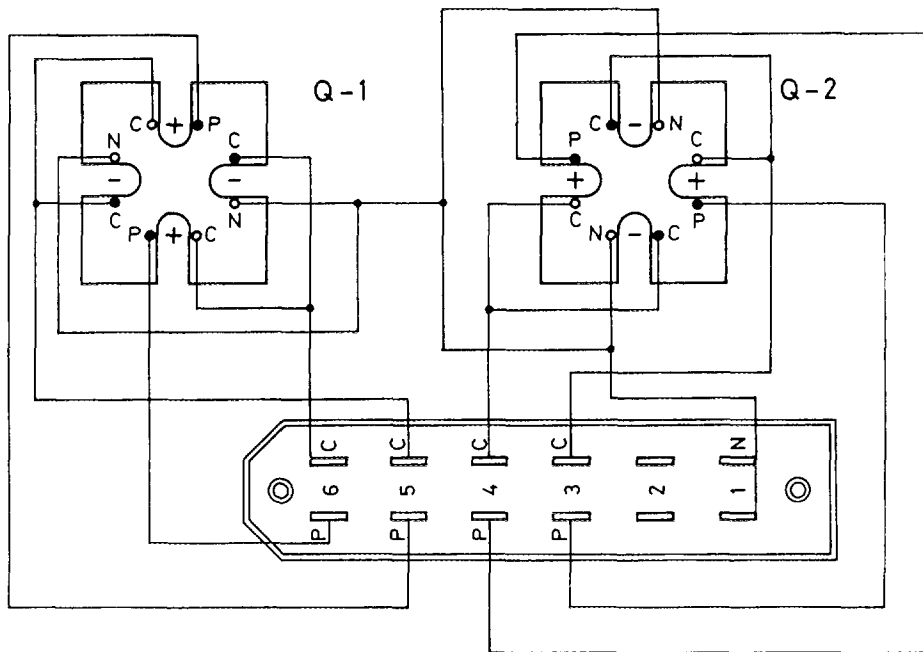 Q-1
C + P
N C
- -
C N
P + C
Q-2
C - N
P C
+ +
C P
N - C
C C C C N
6 5 4 3 2 1
P P P P